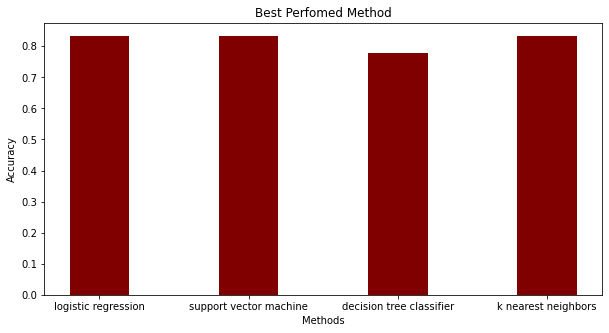 Best Perfomed Method
Accuracy
0.8
0.7
0.6
0.5
0.4
0.3
0.2
0.1
0.0
logistic regression
support vector machine
decision tree classifier
k nearest neighbors
Methods